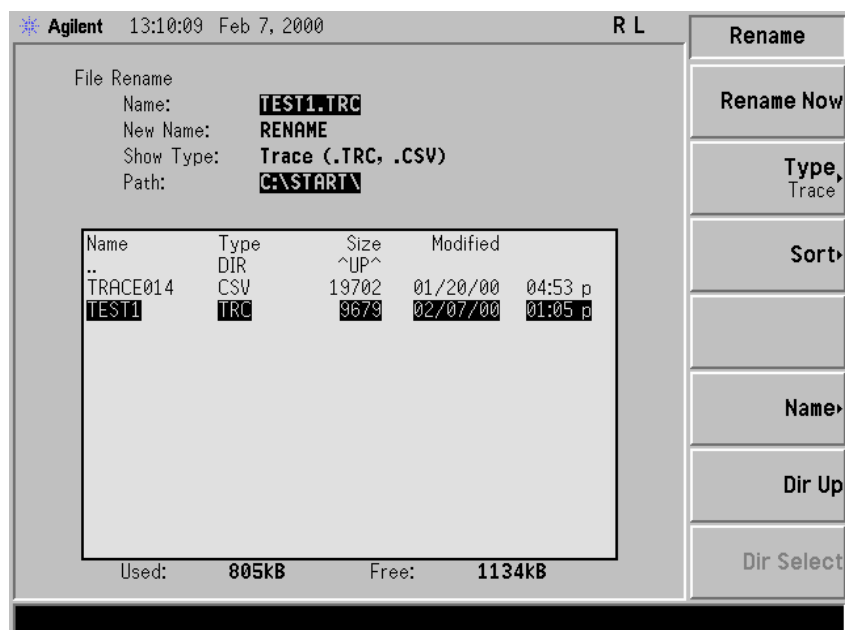 Agilent 13:10:09 Feb 7, 2000 R L
File Rename
Name: TEST1.TRC
New Name: RENAME
Show Type: Trace (.TRC, .CSV)
Path: C:\START\
Name Type Size Modified
.. DIR ^UP^
TRACE014 CSV 19702 01/20/00 04:53 p
TEST1 TRC 9679 02/07/00 01:05 p
Used: 805kB Free: 1134kB
Rename
Rename Now
Type
Trace
Sort
Name
Dir Up
Dir Select